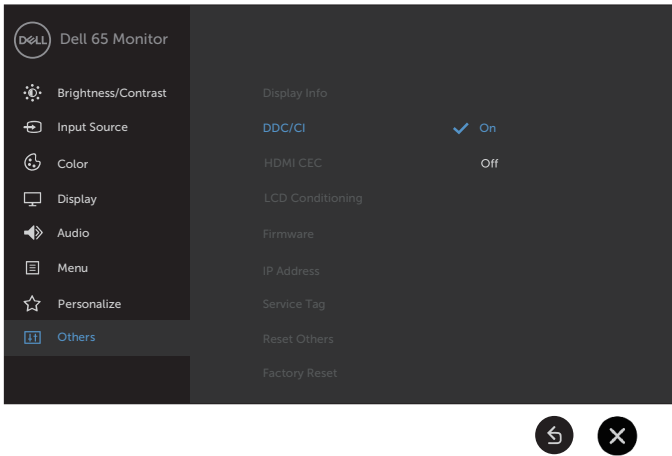 DELL
Dell 65 Monitor
Brightness/Contrast
Input Source
Color
Display
Audio
Menu
Personalize
Others
Display Info
DDC/CI
On
HDMI CEC
Off
LCD Conditioning
Firmware
IP Address
Service Tag
Reset Others
Factory Reset